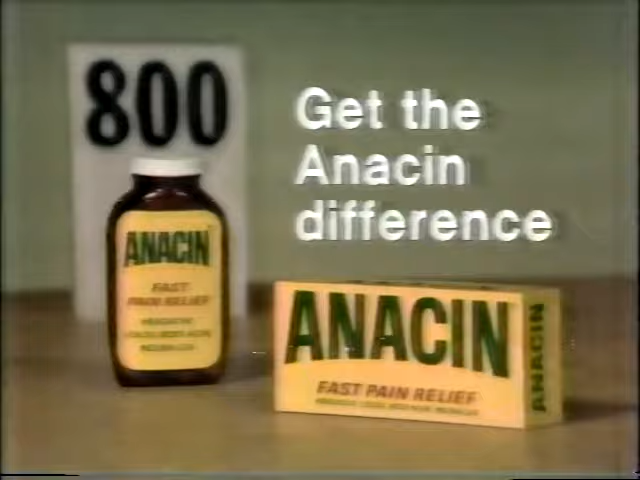 800
Get the
Anacin
difference
ANACIN
FAST
PAIN RELIEF
ANACIN
FAST PAIN RELIEF
ANACIN